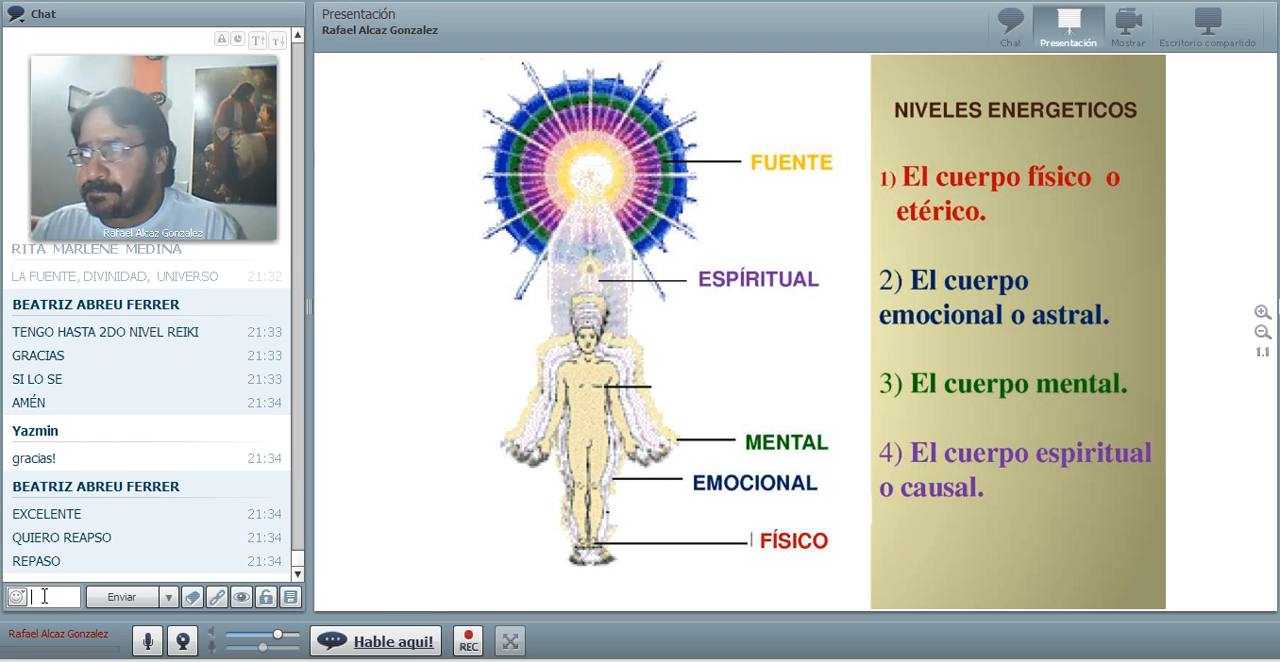 Chat
Rafael Alcaz Gonzalez
RITA MARLENE MEDINA
LA FUENTE, DIVINIDAD, UNIVERSO 21:32
BEATRIZ ABREU FERRER
TENGO HASTA 2DO NIVEL REIKI 21:33
GRACIAS 21:33
SI LO SE 21:33
AMÉN 21:34
Yazmin
gracias! 21:34
BEATRIZ ABREU FERRER
EXCELENTE 21:34
QUIERO REAPSO 21:34
REPASO 21:34
Enviar
Presentación
Rafael Alcaz Gonzalez
Chat
Presentación
Mostrar
Escritorio compartido
FUENTE
ESPÍRITUAL
MENTAL
EMOCIONAL
FÍSICO
NIVELES ENERGETICOS
1) El cuerpo físico o
etérico.
2) El cuerpo
emocional o astral.
3) El cuerpo mental.
4) El cuerpo espiritual
o causal.
1.1
Rafael Alcaz Gonzalez
Hable aqui!
REC